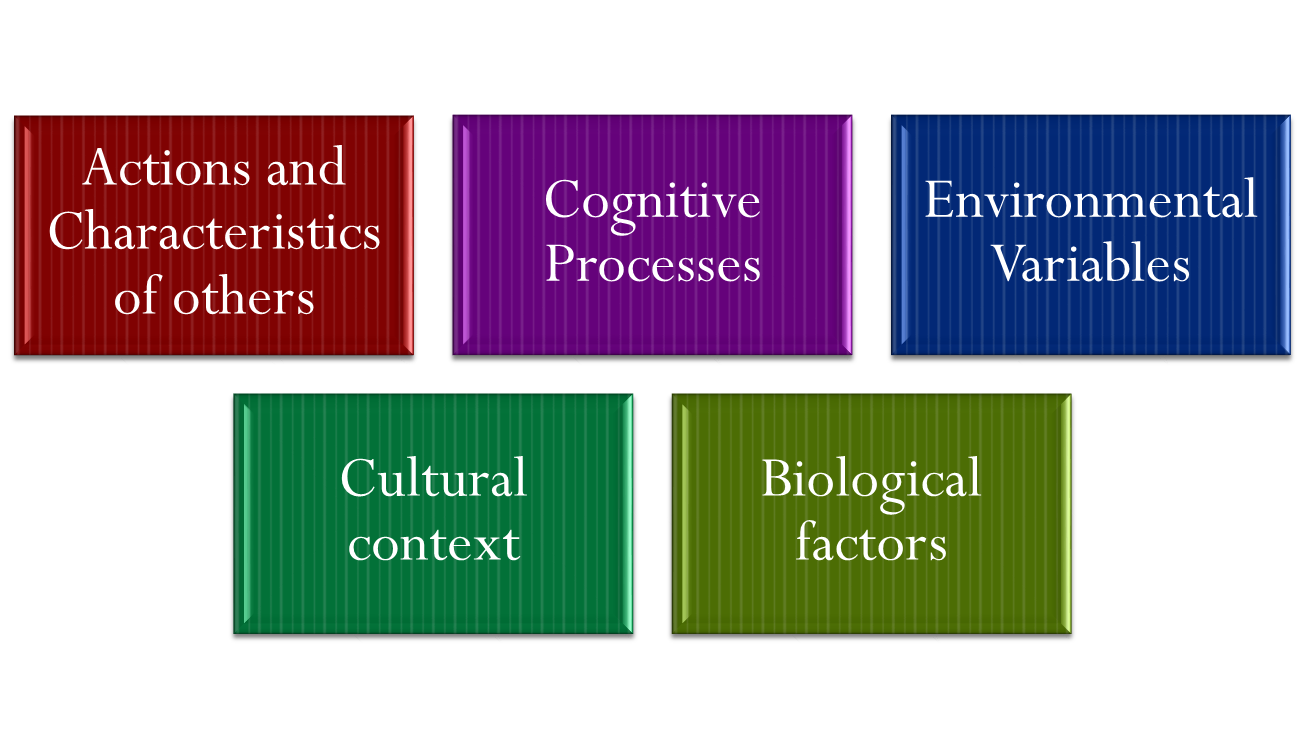 Actions and
Characteristics
of others
Cognitive
Processes
Environmental
Variables
Cultural
context
Biological
factors